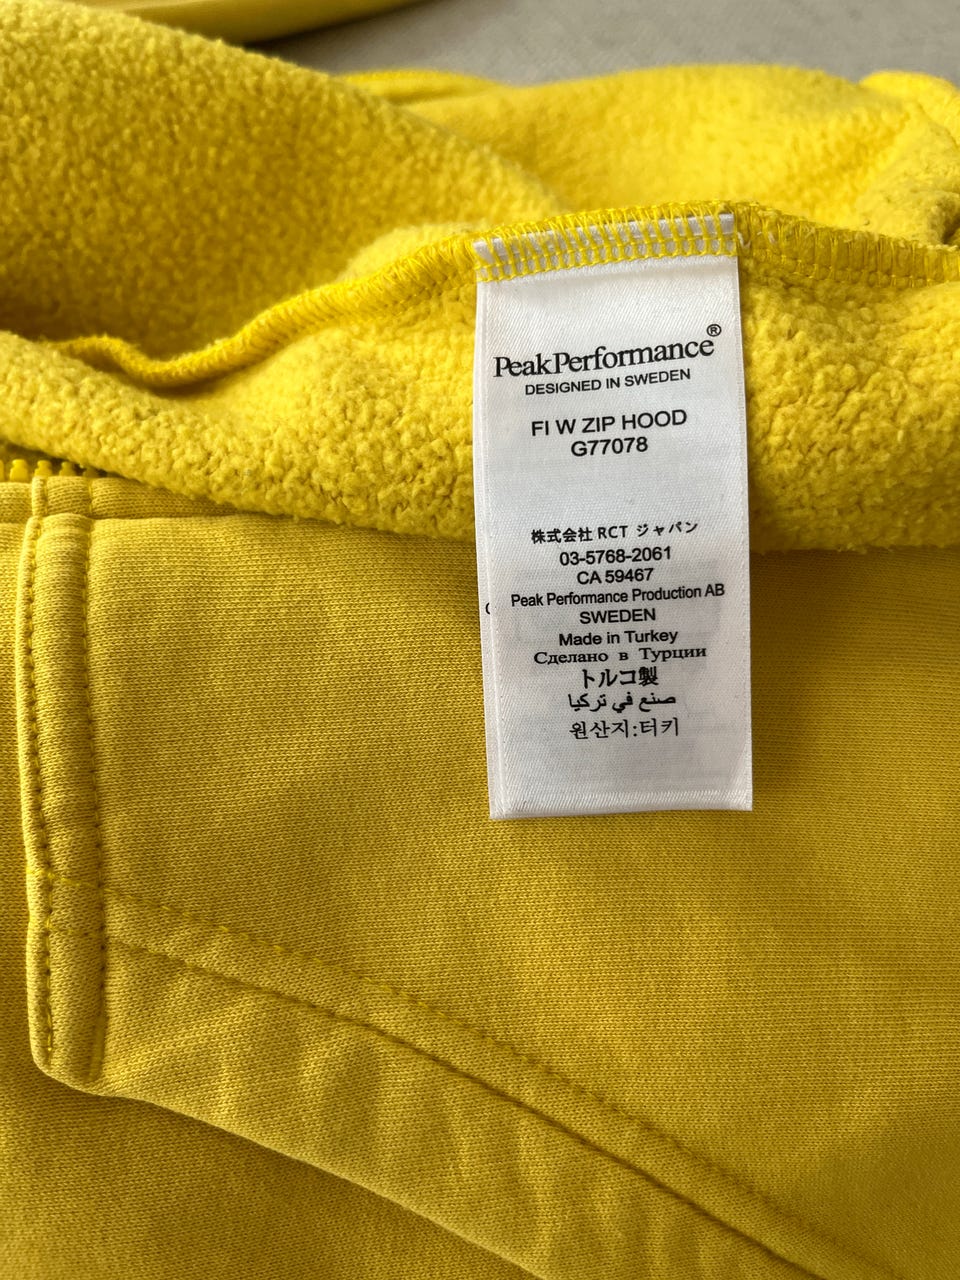 PeakPerformance®
DESIGNED IN SWEDEN
FI W ZIP HOOD
G77078
株式会社 RCT ジャパン
03-5768-2061
CA 59467
Peak Performance Production AB
SWEDEN
Made in Turkey
Сделано в Турции
トルコ製
صنع في تركيا
원산지:터키